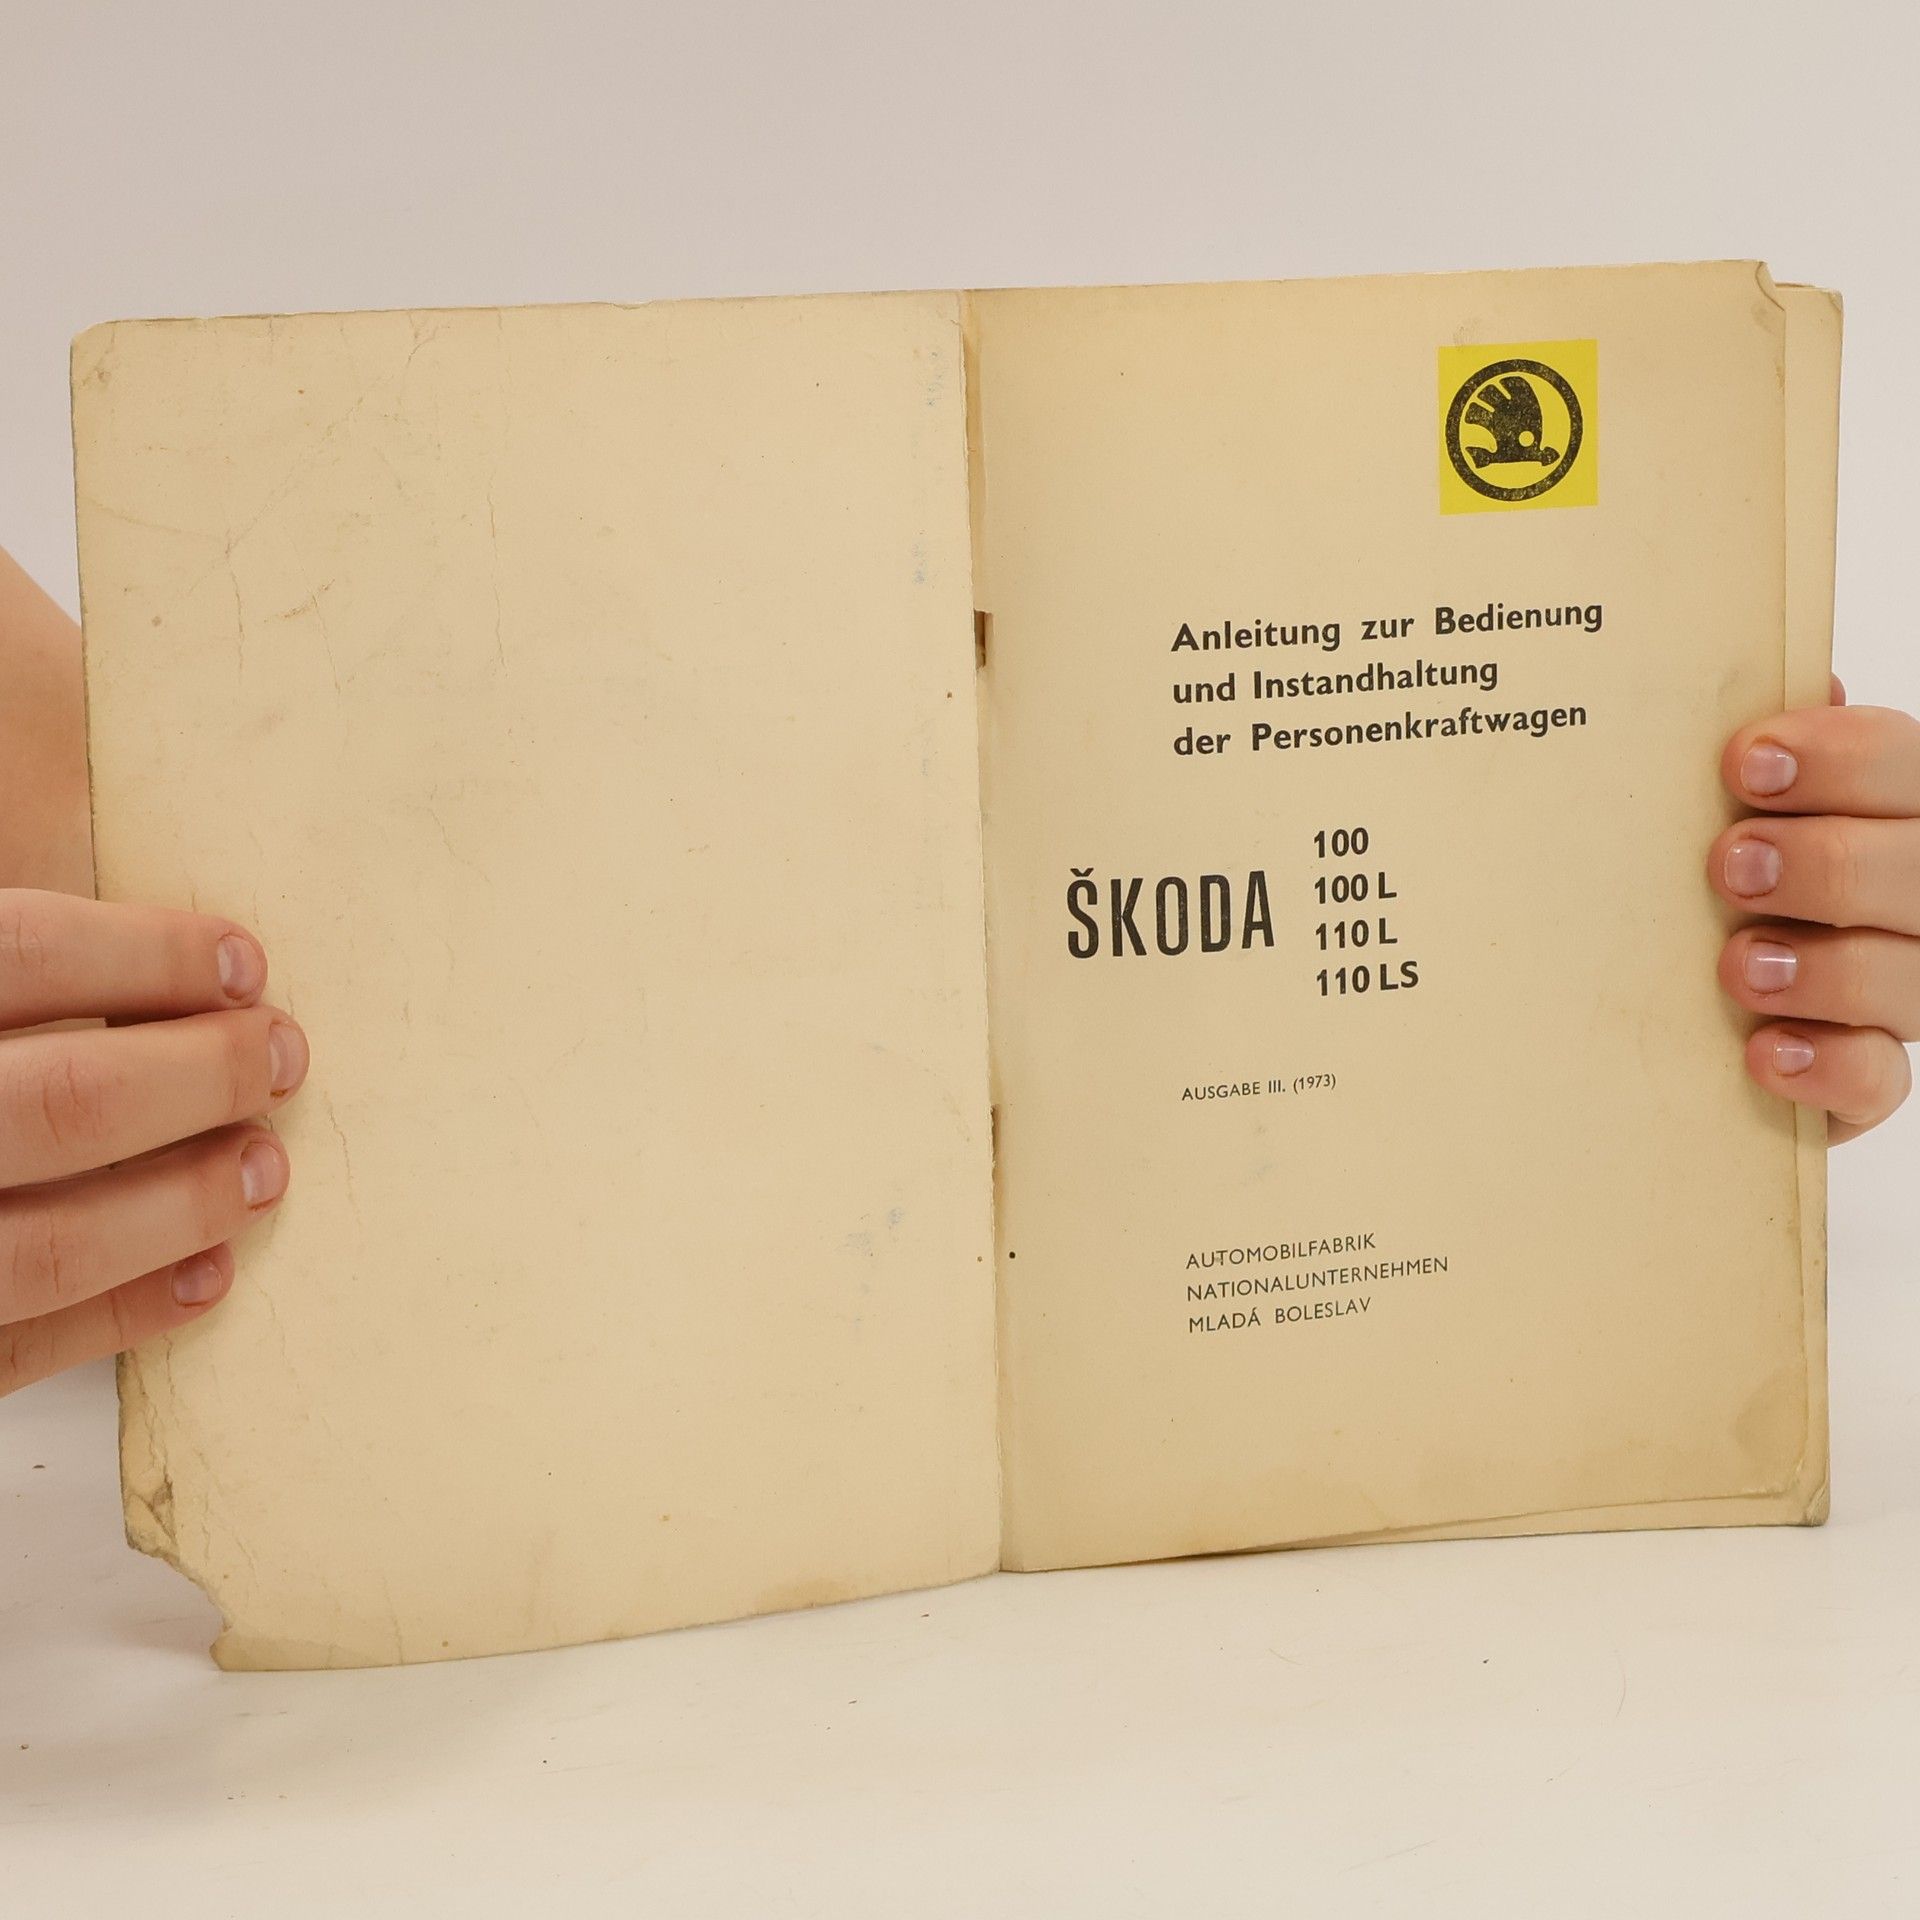 Anleitung zur Bedienung
und Instandhaltung
der Personenkraftwagen
ŠKODA
100
100 L
110 L
110 LS
AUSGABE III. (1973)
AUTOMOBILFABRIK
NATIONALUNTERNEHMEN
MLADÁ BOLESLAV